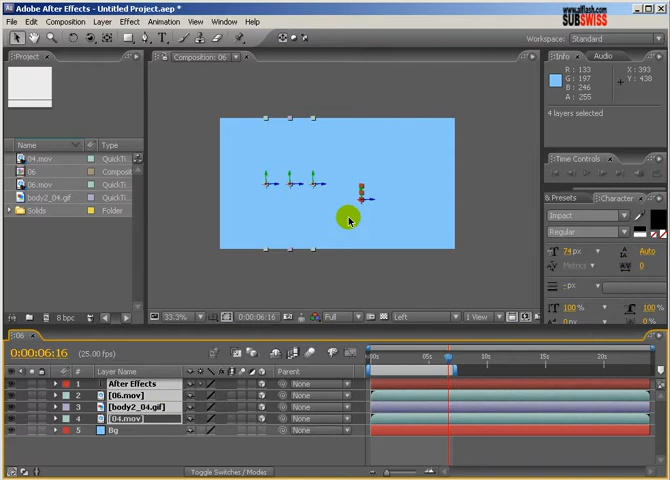 Adobe After Effects - Untitled Project.aep *
www.alflash.com
SUBSWISS
File Edit Composition Layer Effect Animation View Window Help
Workspace: Standard
Project
Composition: 06
Info Audio
R : 133
G : 197
B : 246
A : 255
X : 393
Y : 438
4 layers selected
Name Type
04.mov QuickTi
06 Compos
06.mov QuickTi
body2_04.gif QuickTi
Solids Folder
Time Controls
& Presets Character
Impact
Regular
74 px Auto
Metrics 0
- px
100 % 100 %
0 px
8 bpc
33.3% 0:00:06:16 Full Left 1 View
06
0:00:06:16 (25.00 fps)
# Layer Name Parent
00s 05s 10s 15s 20s
1 After Effects None
2 [06.mov] None
3 [body2_04.gif] None
4 [04.mov] None
5 Bg None
Toggle Switches / Modes